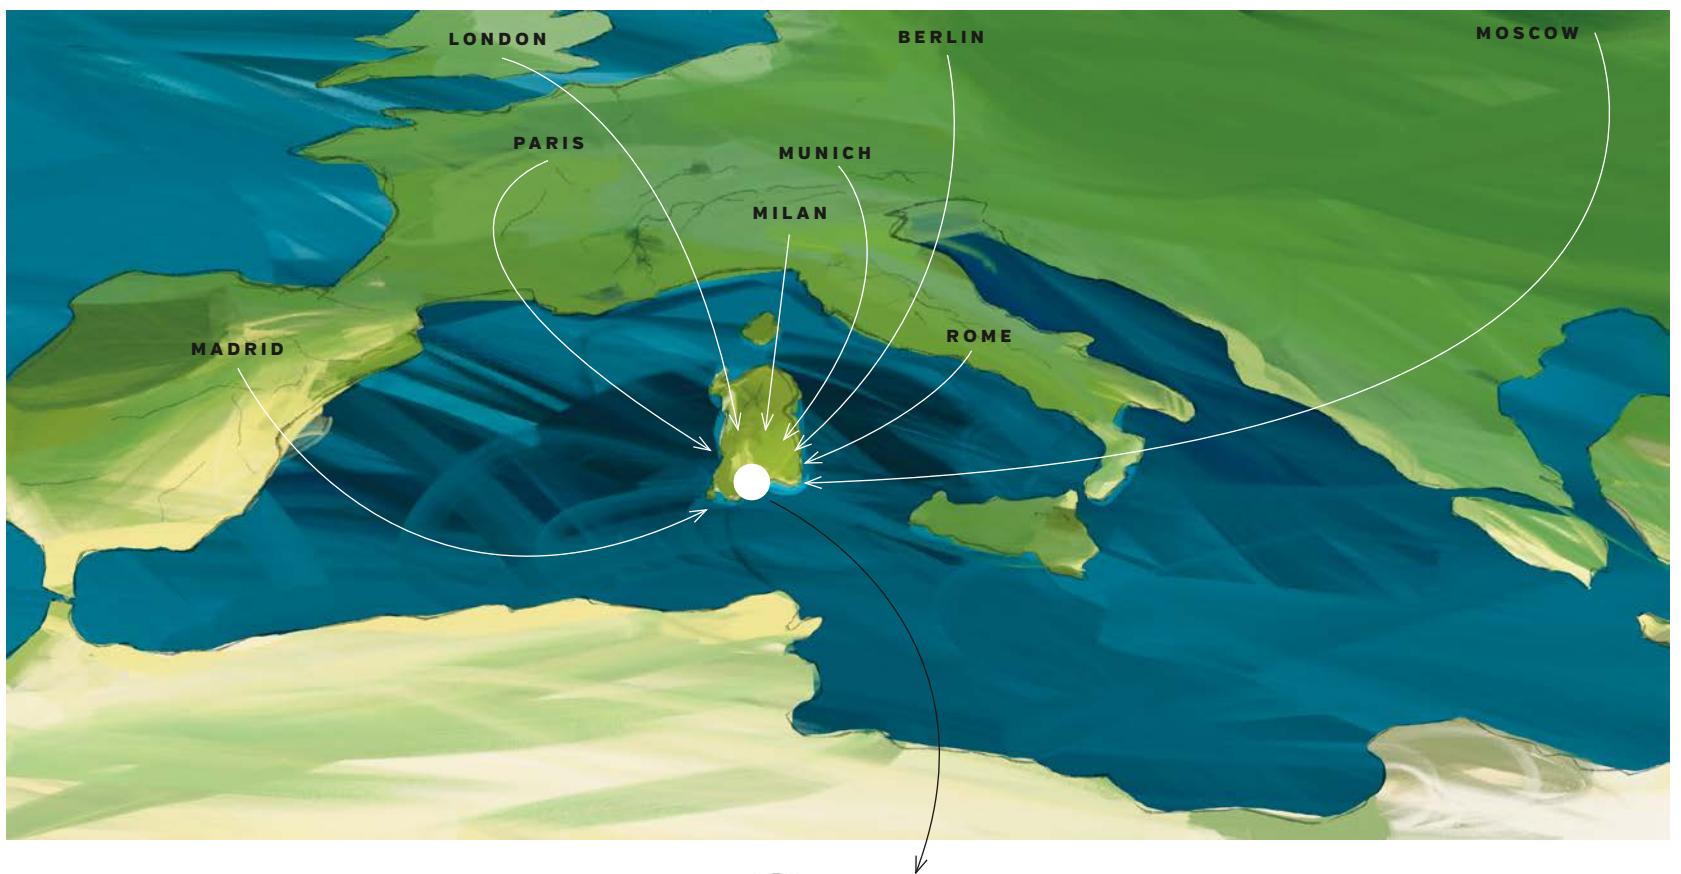 LONDON
BERLIN
MOSCOW
PARIS
MUNICH
MILAN
MADRID
ROME